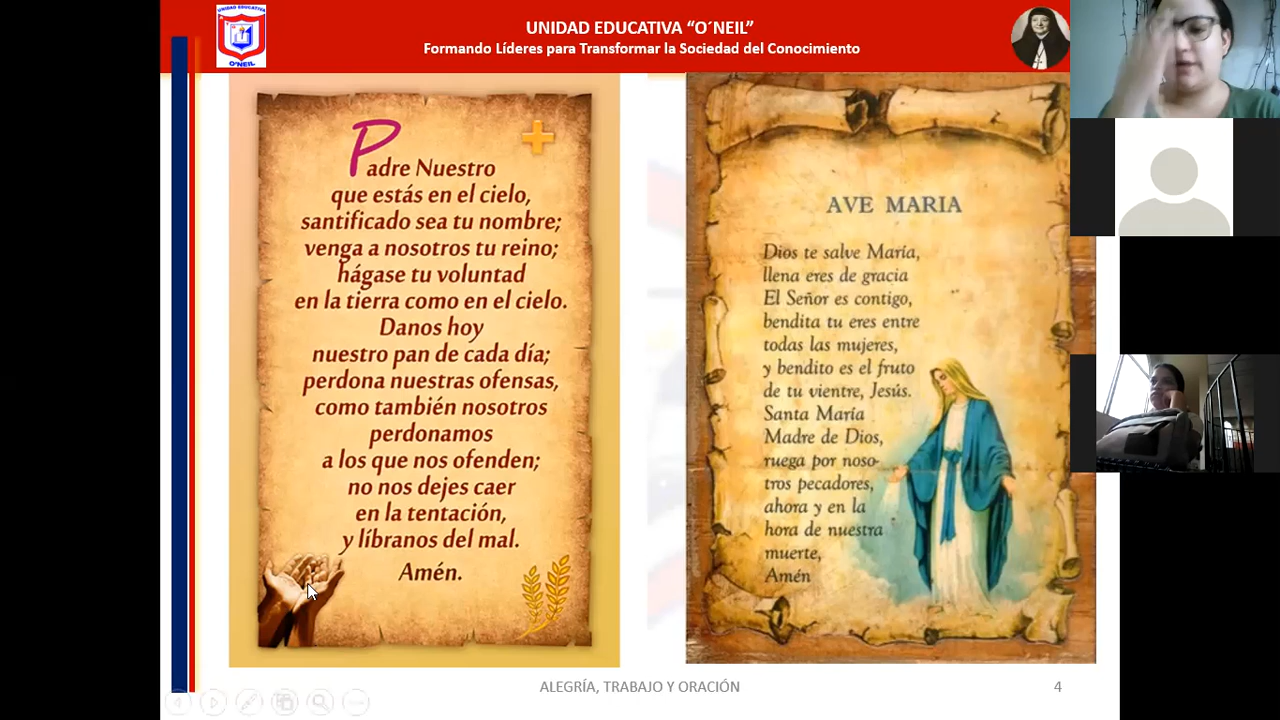 UNIDAD EDUCATIVA
O'NEIL
UNIDAD EDUCATIVA “O´NEIL”
Formando Líderes para Transformar la Sociedad del Conocimiento
Padre Nuestro
que estás en el cielo,
santificado sea tu nombre;
venga a nosotros tu reino;
hágase tu voluntad
en la tierra como en el cielo.
Danos hoy
nuestro pan de cada día;
perdona nuestras ofensas,
como también nosotros
perdonamos
a los que nos ofenden;
no nos dejes caer
en la tentación,
y líbranos del mal.
Amén.
AVE MARIA
Dios te salve María,
llena eres de gracia
El Señor es contigo,
bendita tu eres entre
todas las mujeres,
y bendito es el fruto
de tu vientre, Jesús.
Santa María
Madre de Dios,
ruega por noso-
tros pecadores,
ahora y en la
hora de nuestra
muerte,
Amén
ALEGRÍA, TRABAJO Y ORACIÓN
4